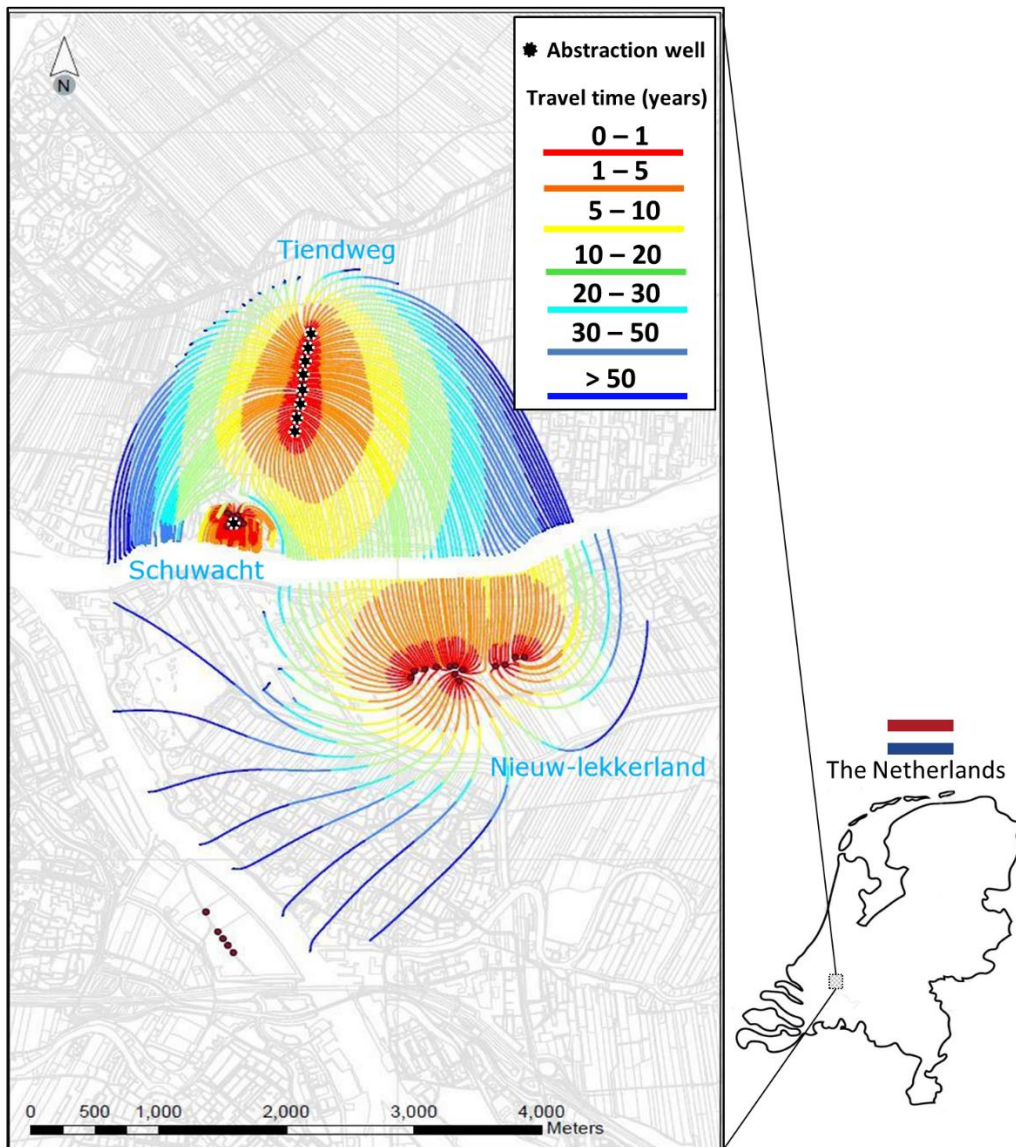 N
Abstraction well
Travel time (years)
0 – 1
1 – 5
5 – 10
10 – 20
20 – 30
30 – 50
> 50
Tiendweg
Schuwacht
Nieuw-lekkerland
The Netherlands
0 500 1,000 2,000 3,000 4,000
Meters